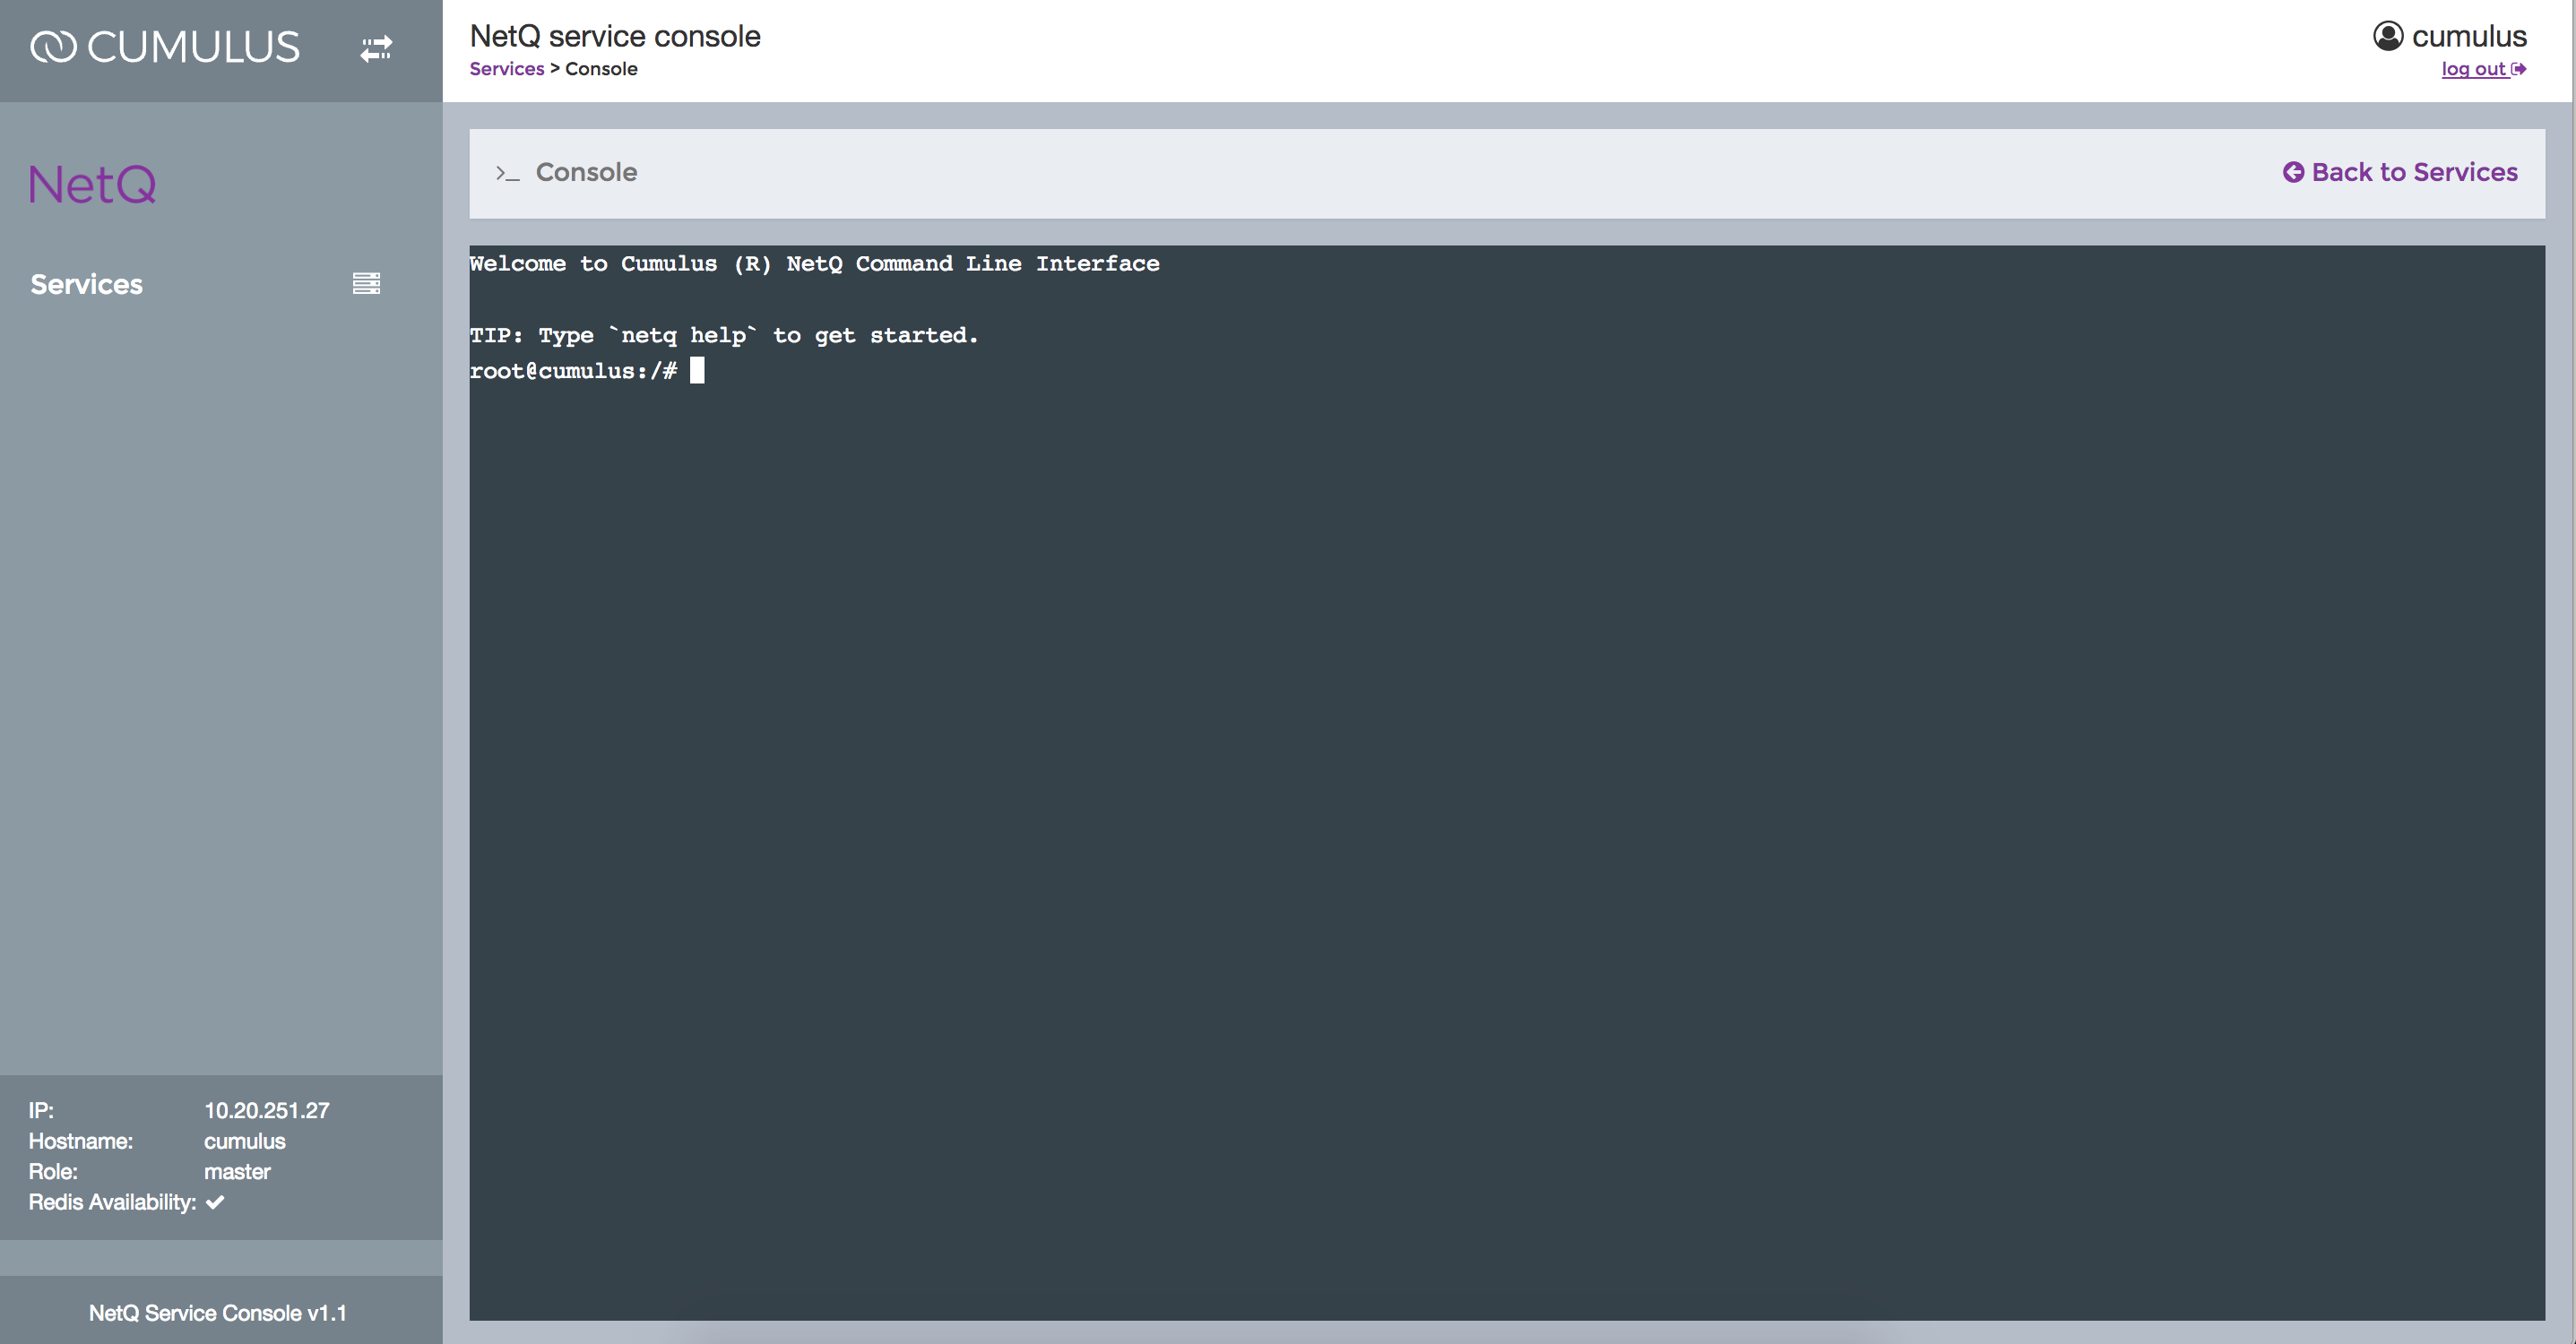 CUMULUS
NetQ service console
Services > Console
cumulus
log out
NetQ
Services
>_ Console
Back to Services
Welcome to Cumulus (R) NetQ Command Line Interface
TIP: Type `netq help` to get started.
root@cumulus:/#
IP: 10.20.251.27
Hostname: cumulus
Role: master
Redis Availability: ✔
NetQ Service Console v1.1